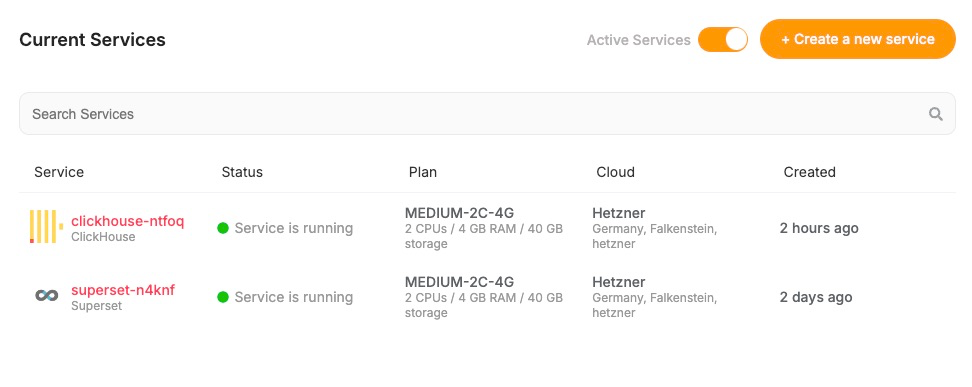 Current Services
Active Services
+ Create a new service
Search Services
Service Status Plan Cloud Created
clickhouse-ntfoq
ClickHouse
Service is running
MEDIUM-2C-4G
2 CPUs / 4 GB RAM / 40 GB
storage
Hetzner
Germany, Falkenstein,
hetzner
2 hours ago
superset-n4knf
Superset
Service is running
MEDIUM-2C-4G
2 CPUs / 4 GB RAM / 40 GB
storage
Hetzner
Germany, Falkenstein,
hetzner
2 days ago